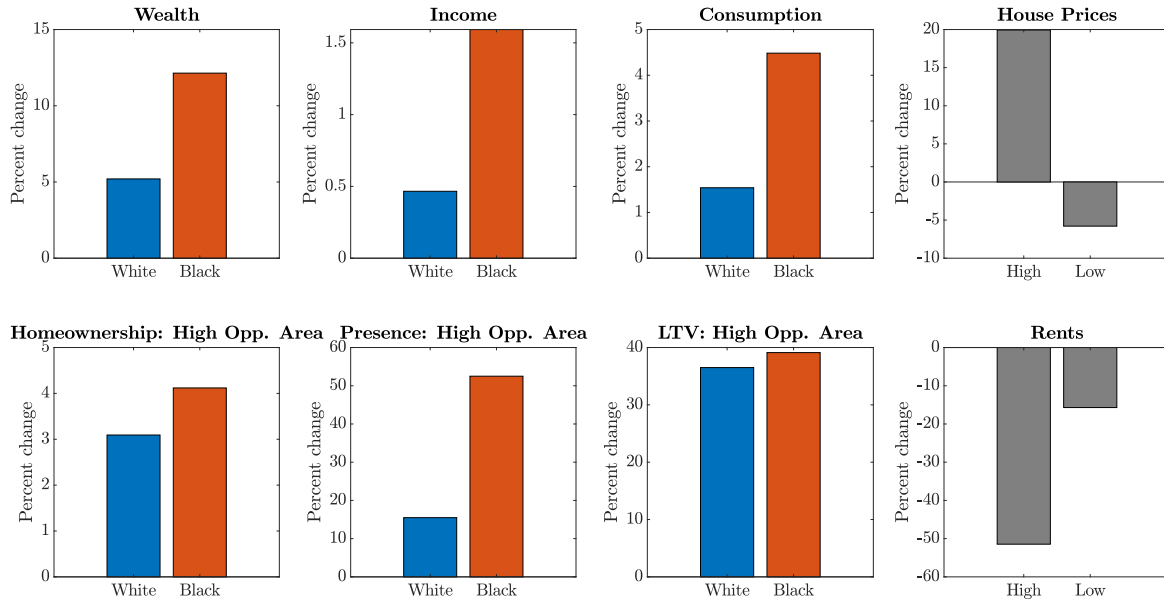 Wealth
Percent change
15
10
5
0
White Black
Income
Percent change
1.5
1
0.5
0
White Black
Consumption
Percent change
5
4
3
2
1
0
White Black
House Prices
Percent change
20
15
10
5
0
-5
-10
High Low
Homeownership: High Opp. Area
Percent change
5
4
3
2
1
0
White Black
Presence: High Opp. Area
Percent change
60
50
40
30
20
10
0
White Black
LTV: High Opp. Area
Percent change
40
30
20
10
0
White Black
Rents
Percent change
0
-10
-20
-30
-40
-50
-60
High Low